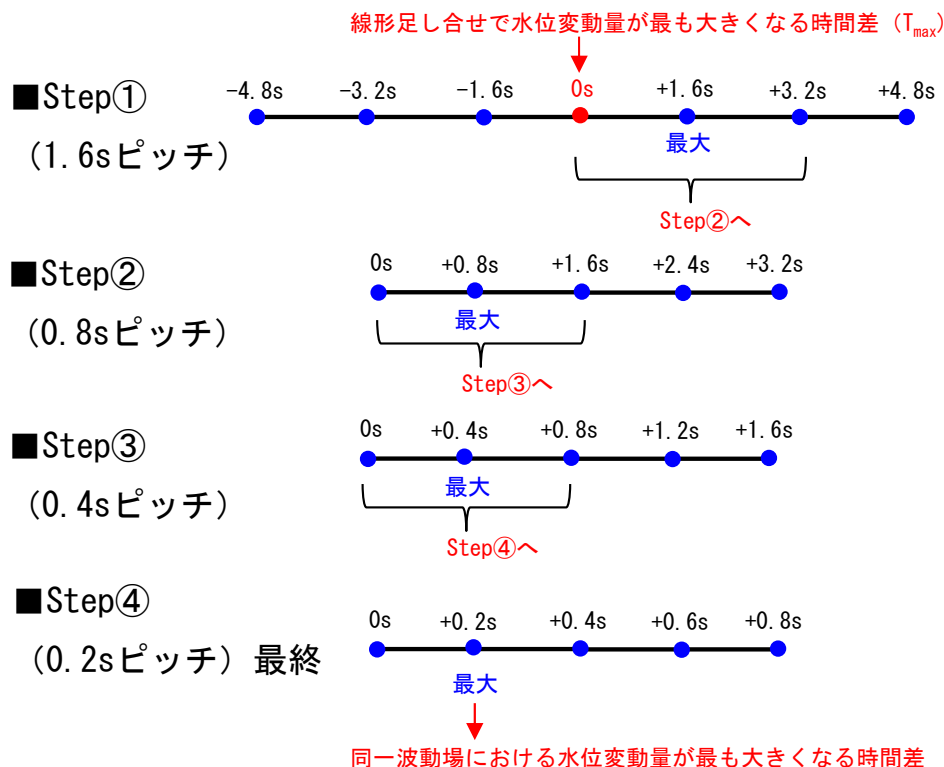 線形足し合せで水位変動量が最も大きくなる時間差（Tmax）
■Step①
-4.8s -3.2s -1.6s 0s +1.6s +3.2s +4.8s
（1.6sピッチ）
最大
Step②へ
■Step②
0s +0.8s +1.6s +2.4s +3.2s
（0.8sピッチ）
最大
Step③へ
■Step③
0s +0.4s +0.8s +1.2s +1.6s
（0.4sピッチ）
最大
Step④へ
■Step④
0s +0.2s +0.4s +0.6s +0.8s
（0.2sピッチ）最終
最大
同一波動場における水位変動量が最も大きくなる時間差